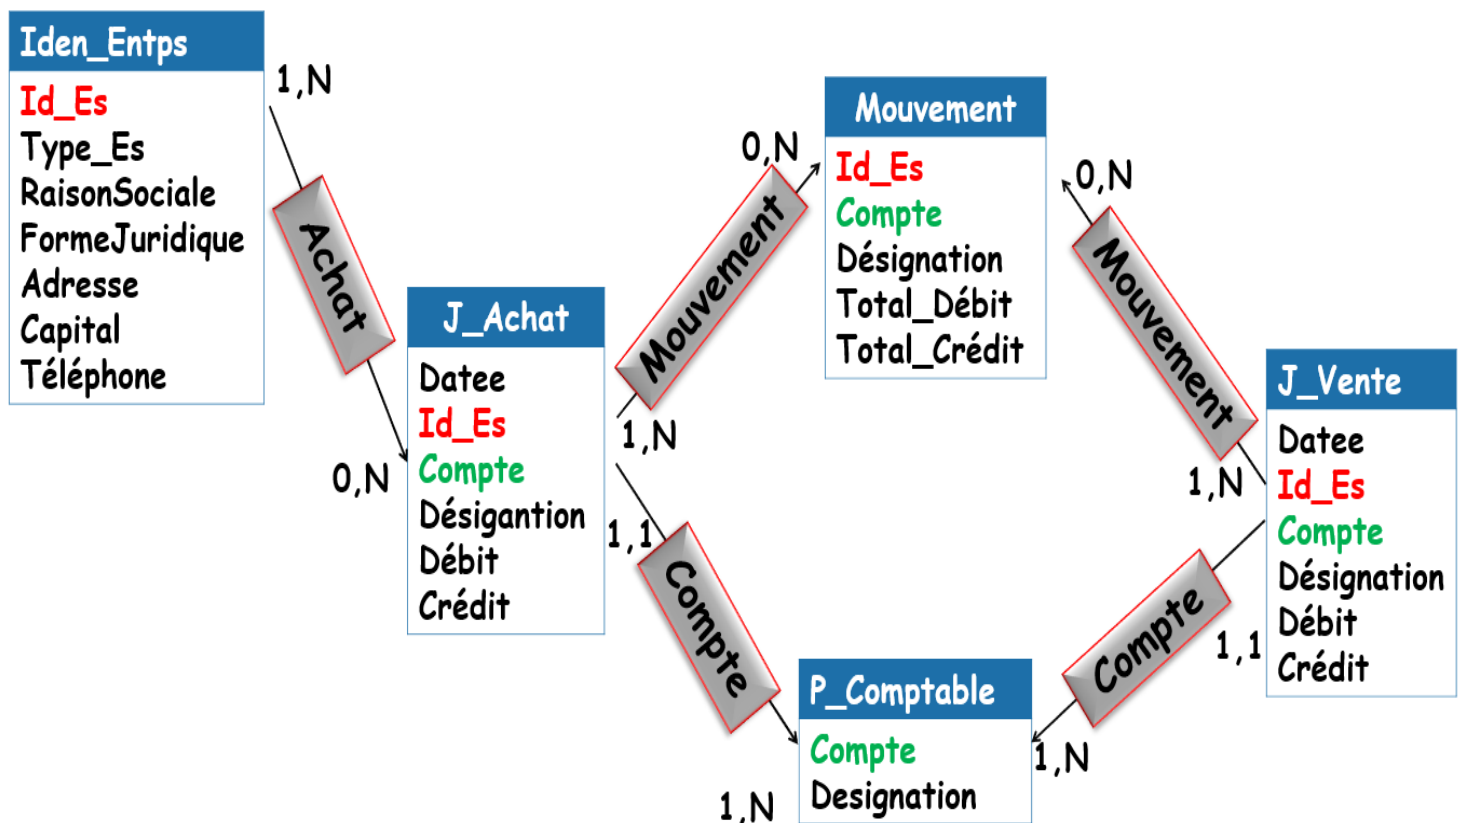 Iden_Entps
Id_Es
Type_Es
RaisonSociale
FormeJuridique
Adresse
Capital
Téléphone
1,N
Achat
0,N
J_Achat
Datee
Id_Es
Compte
Désigantion
Débit
Crédit
1,N
Mouvement
0,N
Mouvement
Id_Es
Compte
Désignation
Total_Débit
Total_Crédit
0,N
Mouvement
1,N
J_Vente
Datee
Id_Es
Compte
Désignation
Débit
Crédit
1,1
Compte
1,N
P_Comptable
Compte
Designation
1,1
Compte
1,N